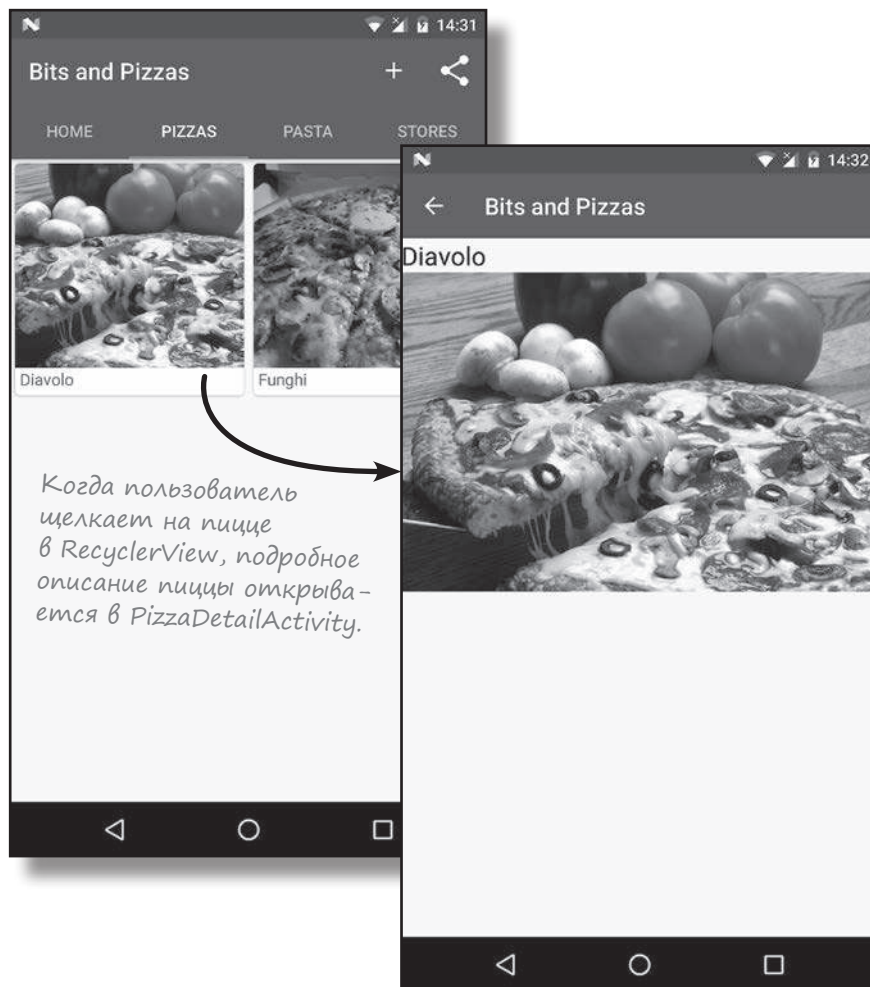 14:31
Bits and Pizzas
HOME PIZZAS PASTA STORES
Diavolo
Funghi
Когда пользователь
щелкает на пицце
в RecyclerView, подробное
описание пиццы открыва-
ется в PizzaDetailActivity.
14:32
Bits and Pizzas
Diavolo